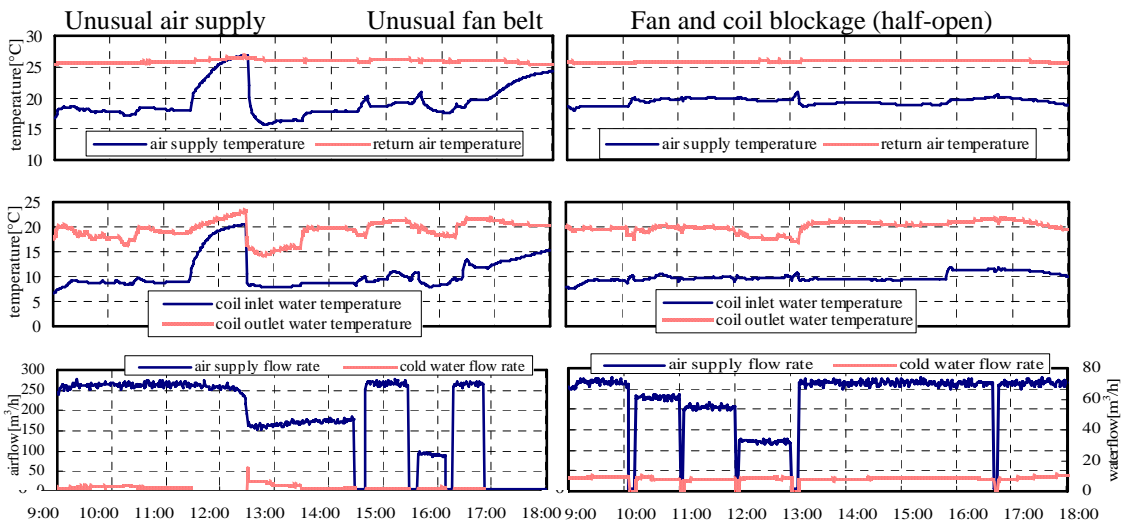 Unusual air supply Unusual fan belt Fan and coil blockage (half-open)
temperature[°C]
30
25
20
15
10
air supply temperature return air temperature
air supply temperature return air temperature
temperature[°C]
25
20
15
10
5
0
coil inlet water temperature
coil outlet water temperature
coil inlet water temperature
coil outlet water temperature
airflow[m³/h]
300
250
200
150
100
50
air supply flow rate cold water flow rate
air supply flow rate cold water flow rate
80
60
40
20
0
waterflow[m³/h]
9:00 10:00 11:00 12:00 13:00 14:00 15:00 16:00 17:00 18:00
9:00 10:00 11:00 12:00 13:00 14:00 15:00 16:00 17:00 18:00